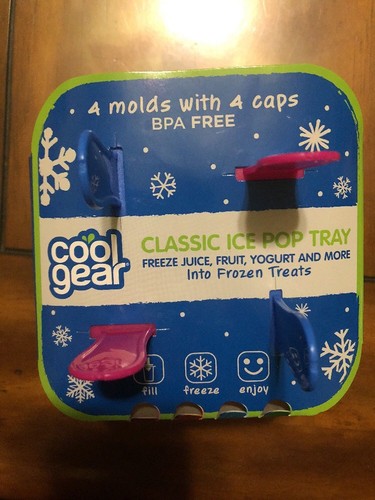 4 molds with 4 caps
BPA FREE
cool gear
CLASSIC ICE POP TRAY
FREEZE JUICE, FRUIT, YOGURT AND MORE
Into Frozen Treats
fill freeze enjoy